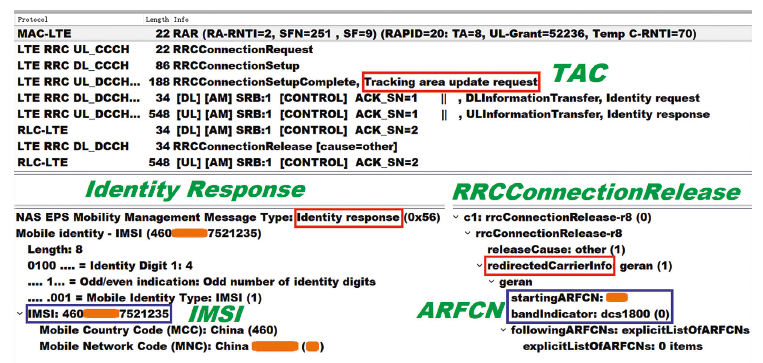 Protocol Length Info
MAC-LTE 22 RAR (RA-RNTI=2, SFN=251 , SF=9) (RAPID=20: TA=8, UL-Grant=52236, Temp C-RNTI=70)
LTE RRC UL_CCCH 22 RRCConnectionRequest
LTE RRC DL_CCCH 86 RRCConnectionSetup
LTE RRC UL_DCCH... 188 RRCConnectionSetupComplete, Tracking area update request
TAC
LTE RRC DL_DCCH... 34 [DL] [AM] SRB:1 [CONTROL] ACK_SN=1 || , DLInformationTransfer, Identity request
LTE RRC UL_DCCH... 548 [UL] [AM] SRB:1 [CONTROL] ACK_SN=1 || , ULInformationTransfer, Identity response
RLC-LTE 34 [DL] [AM] SRB:1 [CONTROL] ACK_SN=2
LTE RRC DL_DCCH 34 RRCConnectionRelease [cause=other]
RLC-LTE 548 [UL] [AM] SRB:1 [CONTROL] ACK_SN=2
Identity Response
NAS EPS Mobility Management Message Type: Identity response (0x56)
Mobile identity - IMSI (460 7521235)
Length: 8
0100 .... = Identity Digit 1: 4
.... 1... = Odd/even indication: Odd number of identity digits
.... .001 = Mobile Identity Type: IMSI (1)
IMSI: 460 7521235
IMSI
Mobile Country Code (MCC): China (460)
Mobile Network Code (MNC): China ( )
RRCConnectionRelease
c1: rrcConnectionRelease-r8 (0)
rrcConnectionRelease-r8
releaseCause: other (1)
redirectedCarrierInfo: geran (1)
geran
startingARFCN:
ARFCN
bandIndicator: dcs1800 (0)
followingARFCNs: explicitListOfARFCNs
explicitListOfARFCNs: 0 items